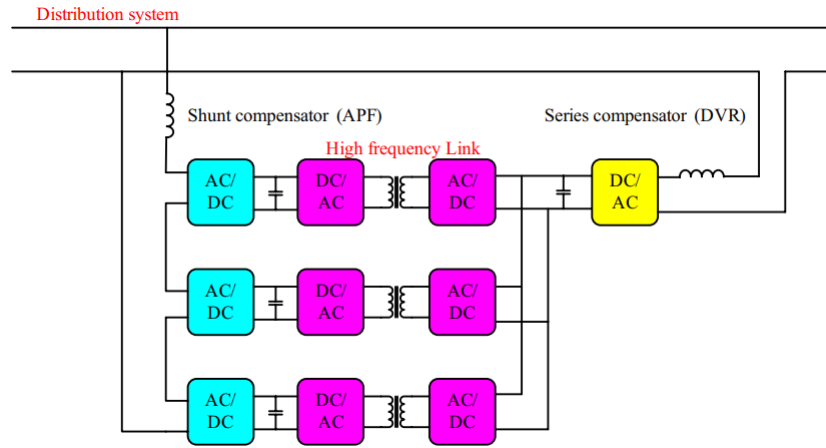 Distribution system
Shunt compensator (APF)
Series compensator (DVR)
High frequency Link
AC/
DC
DC/
AC
AC/
DC
DC/
AC
AC/
DC
DC/
AC
AC/
DC
AC/
DC
DC/
AC
AC/
DC